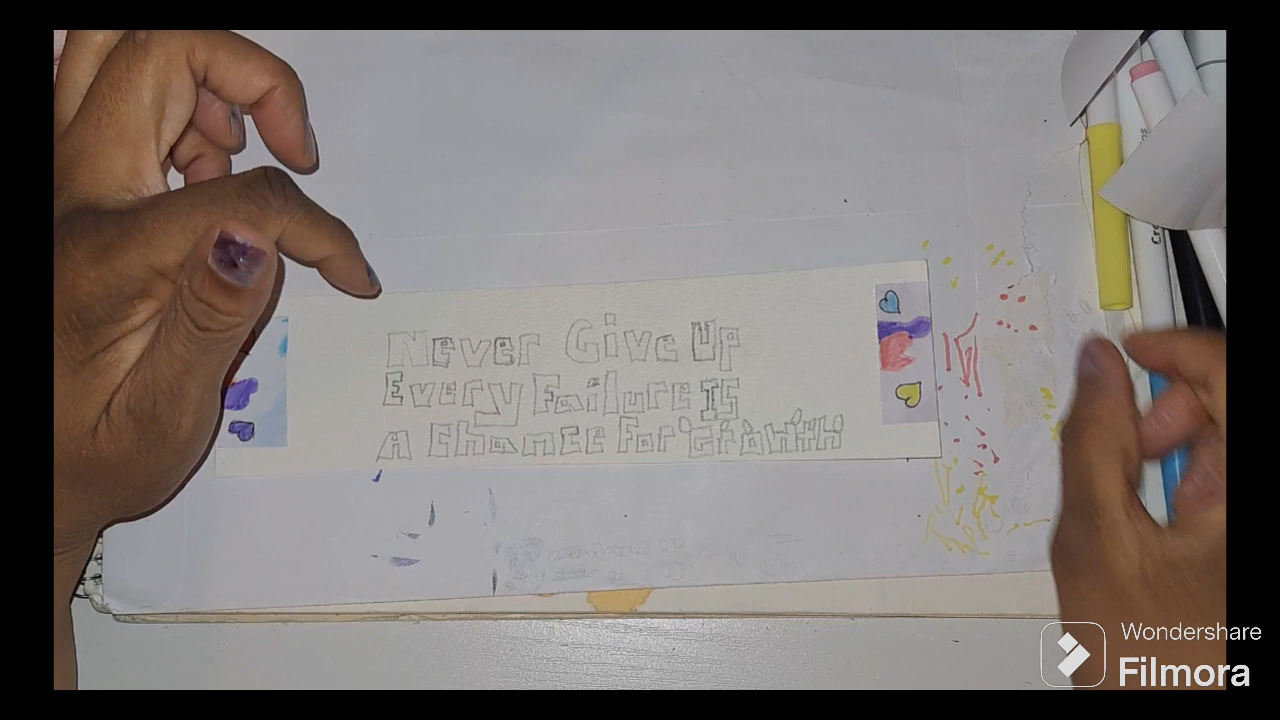 Never Give Up
Every Failure Is
A Chance For Growth
Wondershare
Filmora